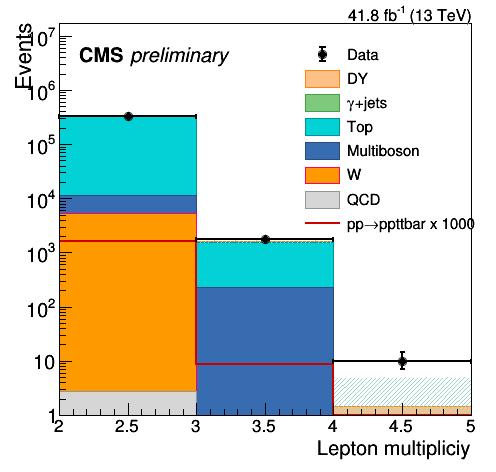 41.8 fb⁻¹ (13 TeV)
Events
CMS preliminary
Data
DY
γ+jets
Top
Multiboson
W
QCD
pp→ppttbar x 1000
10⁷
10⁶
10⁵
10⁴
10³
10²
10
1
2 2.5 3 3.5 4 4.5 5
Lepton multipliciy